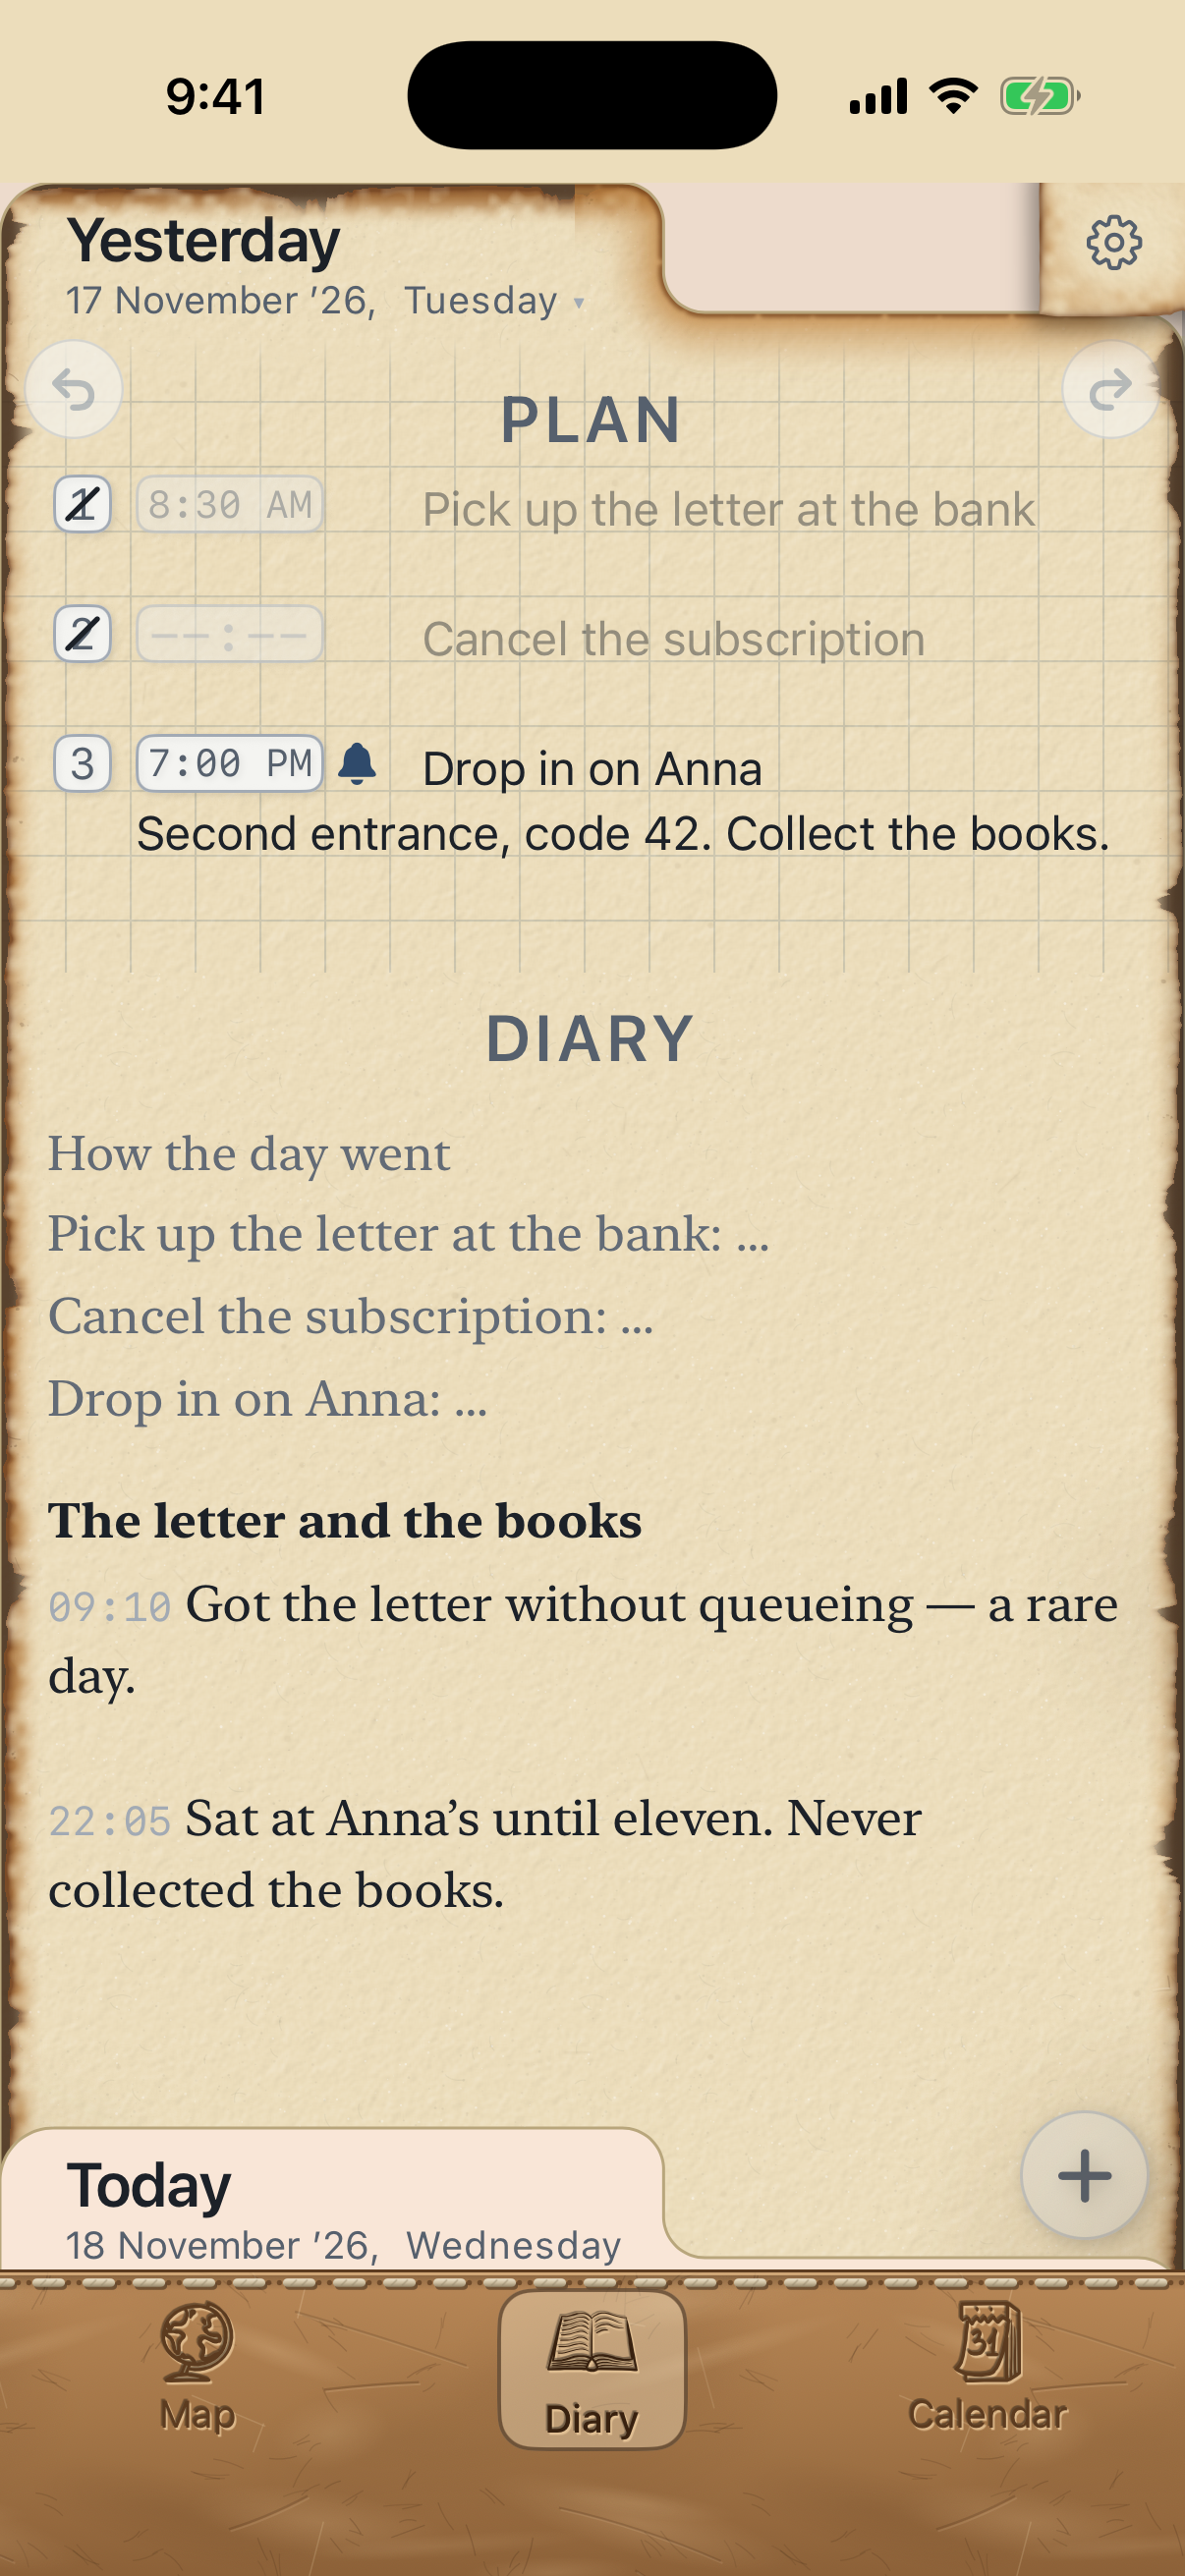 9:41
Yesterday
17 November ’26, Tuesday ▾
PLAN
1 8:30 AM Pick up the letter at the bank
2 --:-- Cancel the subscription
3 7:00 PM Drop in on Anna
Second entrance, code 42. Collect the books.
DIARY
How the day went
Pick up the letter at the bank: ...
Cancel the subscription: ...
Drop in on Anna: ...
The letter and the books
09:10 Got the letter without queueing — a rare
day.
22:05 Sat at Anna’s until eleven. Never
collected the books.
Today
18 November ’26, Wednesday
31
Map
Diary
Calendar